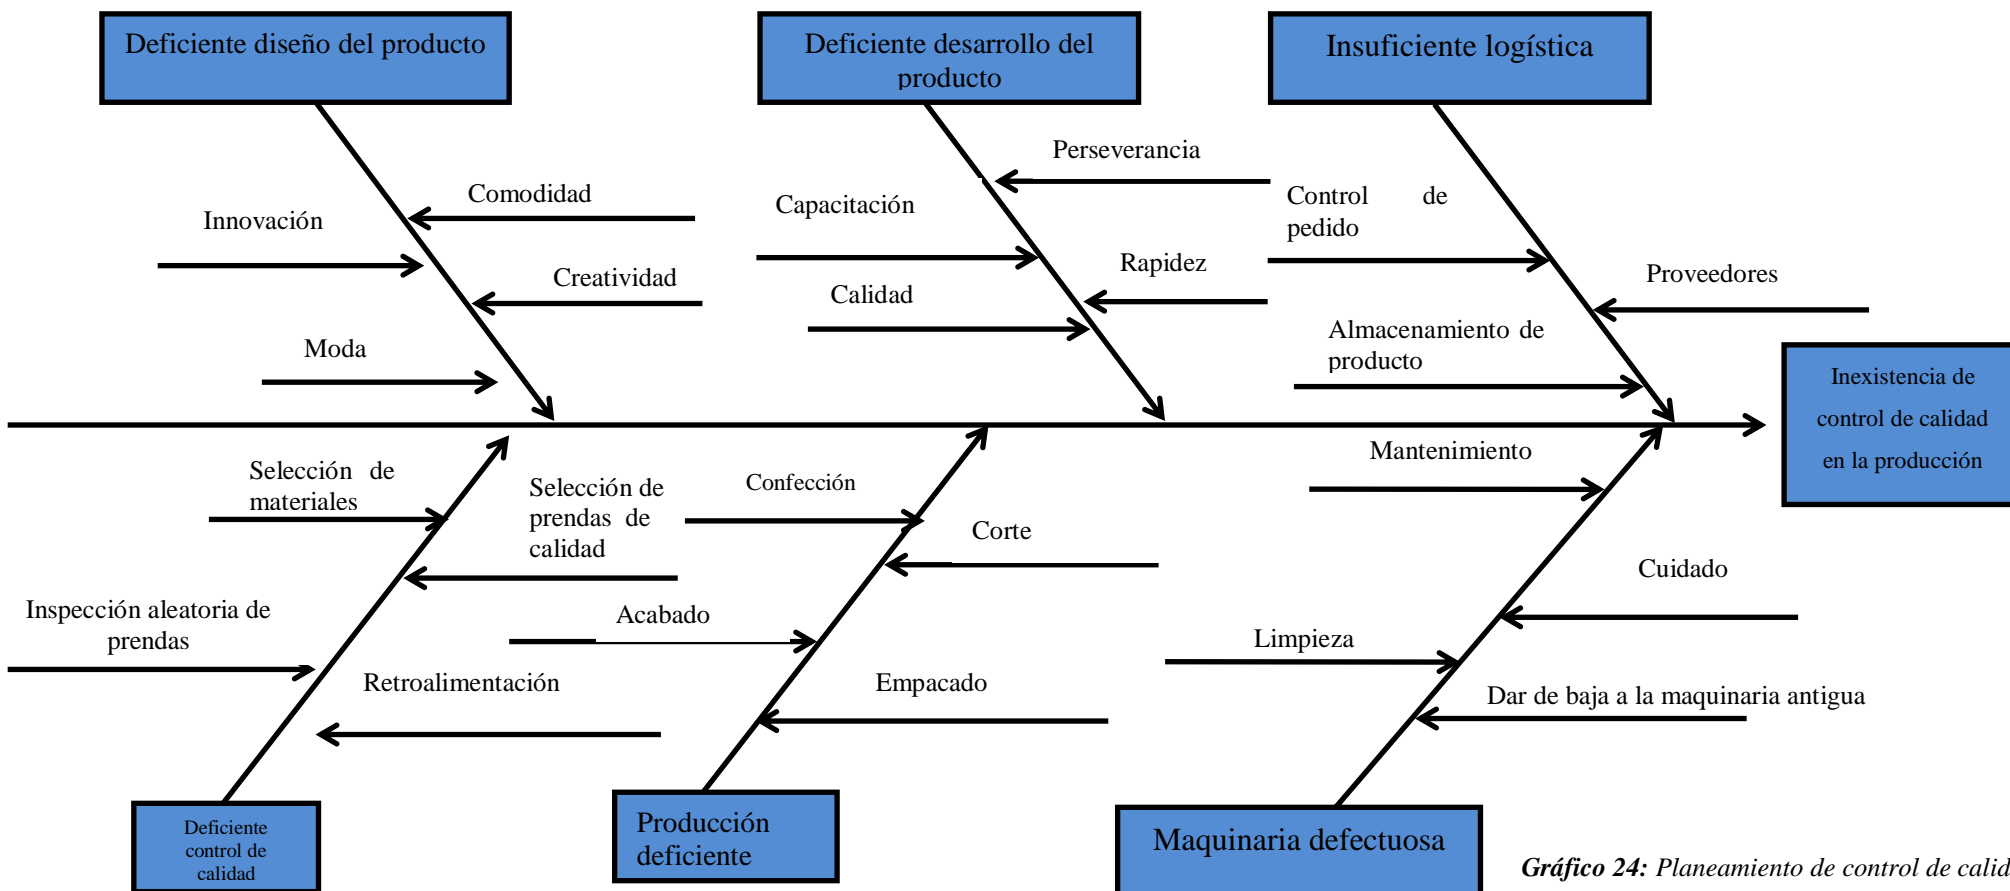 Deficiente diseño del producto
Deficiente desarrollo del
producto
Insuficiente logística
Perseverancia
Comodidad
Control de
pedido
Innovación
Capacitación
Rapidez
Creatividad
Proveedores
Calidad
Moda
Almacenamiento de
producto
Inexistencia de
control de calidad
en la producción
Mantenimiento
Selección de
materiales
Selección de
prendas de
calidad
Confección
Corte
Cuidado
Inspección aleatoria de
prendas
Acabado
Limpieza
Retroalimentación
Empacado
Dar de baja a la maquinaria antigua
Deficiente
control de
calidad
Producción
deficiente
Maquinaria defectuosa
Gráfico 24: Planeamiento de control de calid